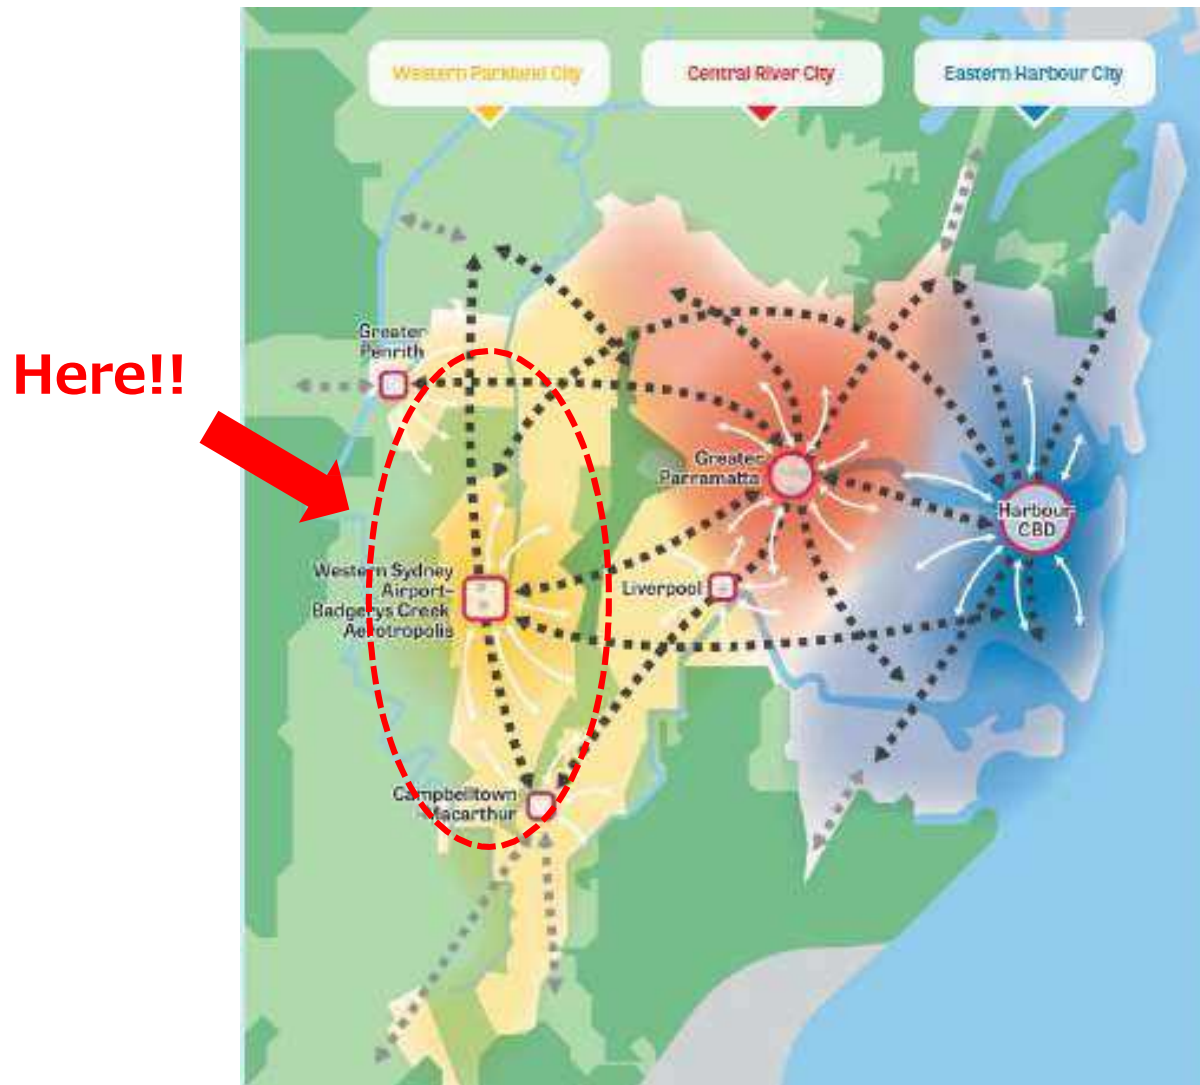 Western Parkland City
Central River City
Eastern Harbour City
Greater
Penrith
Here!!
Greater
Parramatta
Harbour
CBD
Western Sydney
Airport-
Badgerys Creek
Aerotropolis
Liverpool
Campbelltown
-Macarthur